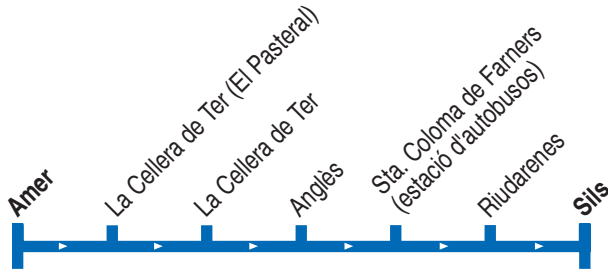 Amer
La Cellera de Ter (El Pasteral)
La Cellera de Ter
Anglès
Sta. Coloma de Farners
(estació d'autobusos)
Riudarenes
Sils